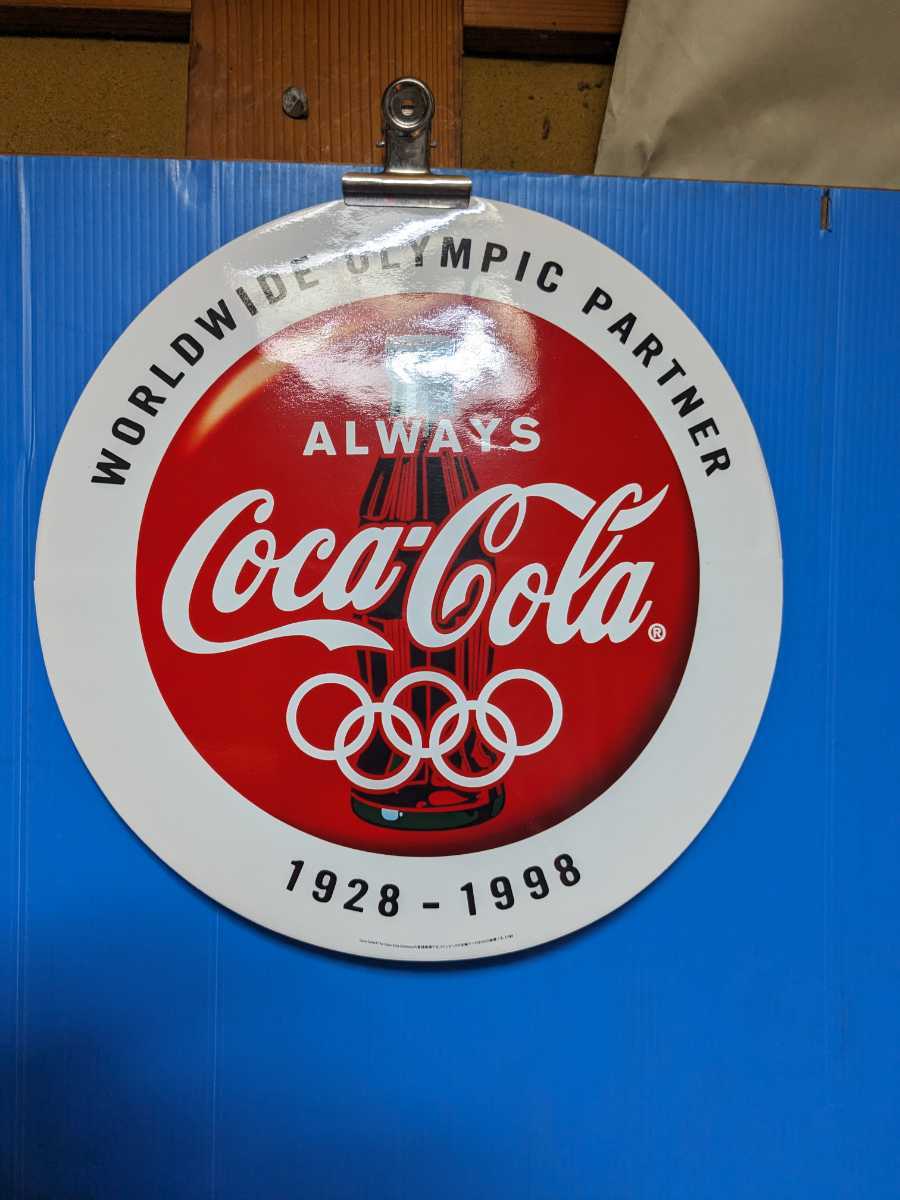 WORLDWIDE OLYMPIC PARTNER
ALWAYS
Coca-Cola®
1928 - 1998